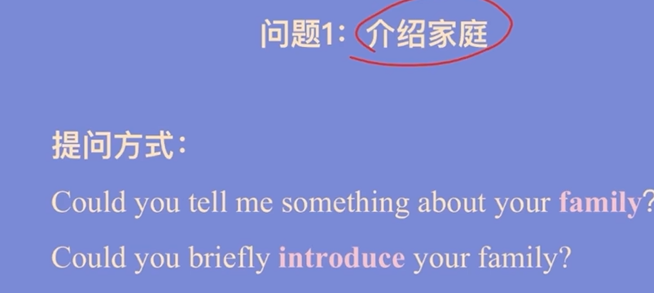 问题1：介绍家庭
提问方式：
Could you tell me something about your family?
Could you briefly introduce your family?